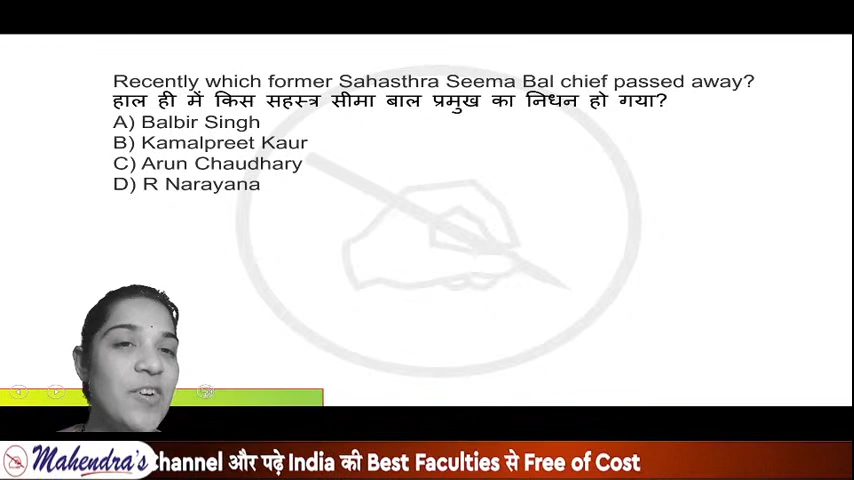 Recently which former Sahasthra Seema Bal chief passed away?
हाल ही में किस सहस्त्र सीमा बाल प्रमुख का निधन हो गया?
A) Balbir Singh
B) Kamalpreet Kaur
C) Arun Chaudhary
D) R Narayana
Mahendra's channel और पढ़े India की Best Faculties से Free of Cost